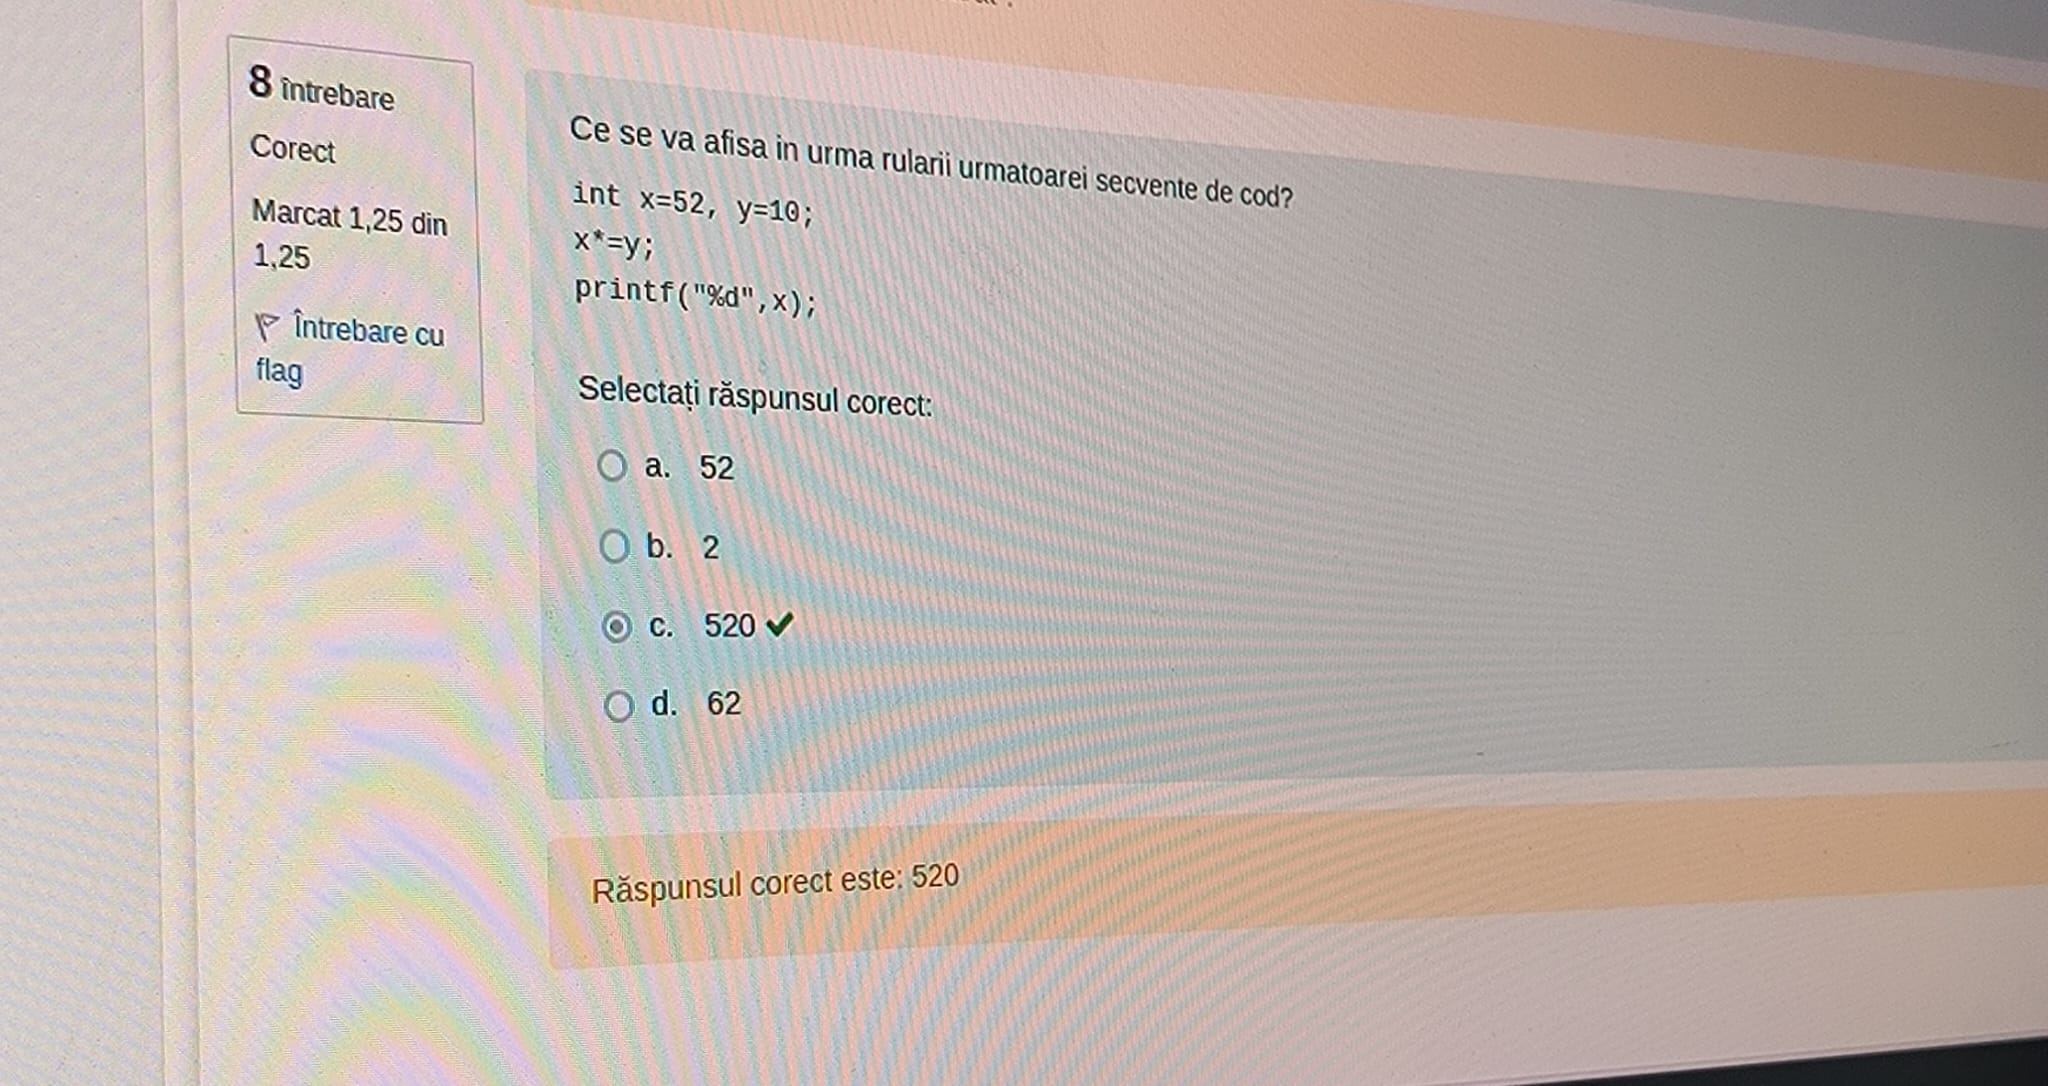 8 întrebare
Corect
Marcat 1,25 din
1,25
Întrebare cu
flag
Ce se va afisa in urma rularii urmatoarei secvente de cod?
int x=52, y=10;
x*=y;
printf("%d",x);
Selectați răspunsul corect:
a. 52
b. 2
c. 520
d. 62
Răspunsul corect este: 520